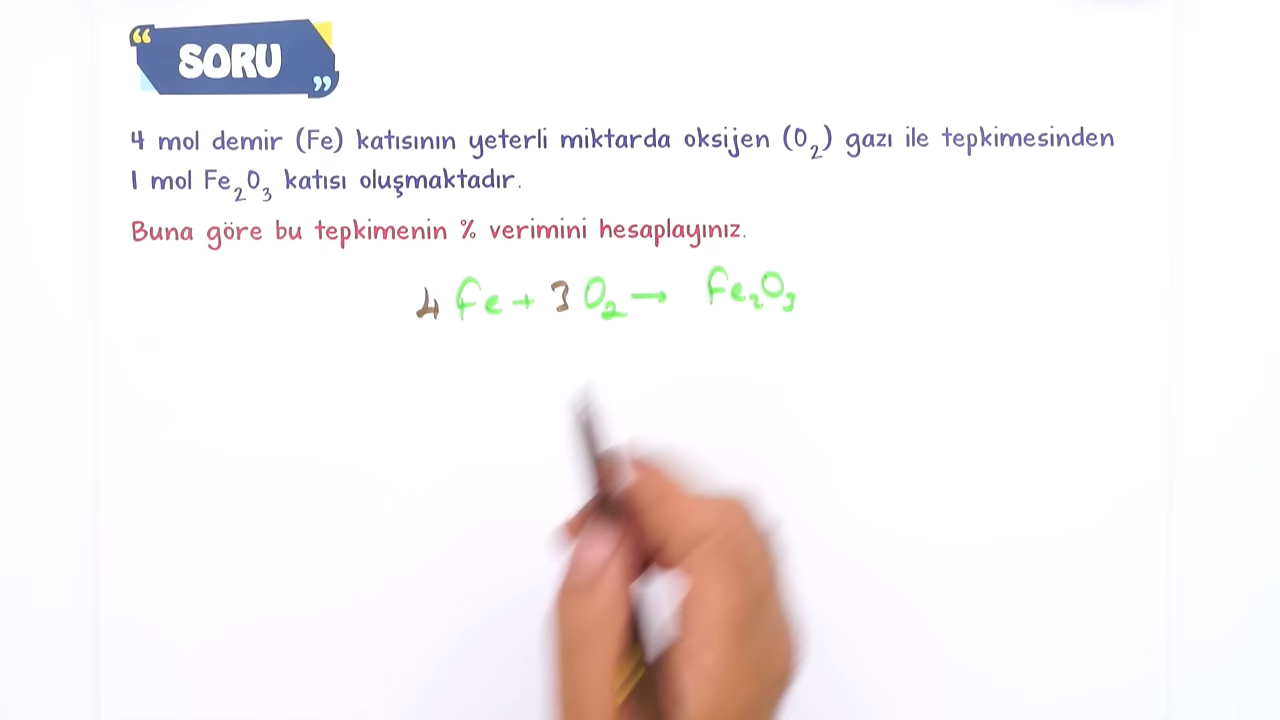 SORU
4 mol demir (Fe) katısının yeterli miktarda oksijen (O₂) gazı ile tepkimesinden
1 mol Fe₂O₃ katısı oluşmaktadır.
Buna göre bu tepkimenin % verimini hesaplayınız.
4 Fe + 3 O₂ → Fe₂O₃